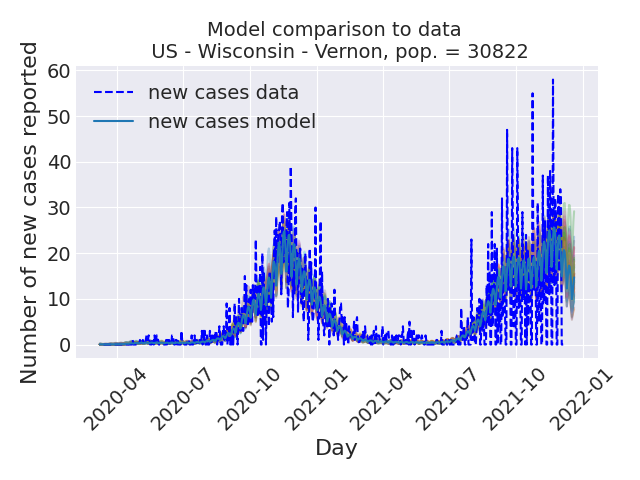 Model comparison to data
US - Wisconsin - Vernon, pop. = 30822
Number of new cases reported
60
50
40
30
20
10
0
new cases data
new cases model
2020-04
2020-07
2020-10
2021-01
2021-04
2021-07
2021-10
2022-01
Day